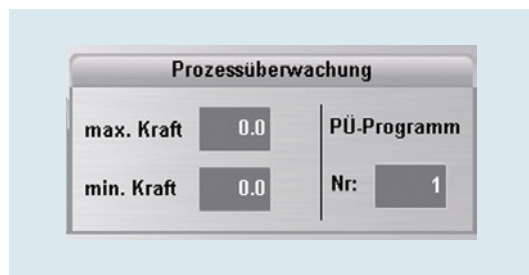 Prozessüberwachung
max. Kraft 0.0
min. Kraft 0.0
PÜ-Programm
Nr: 1